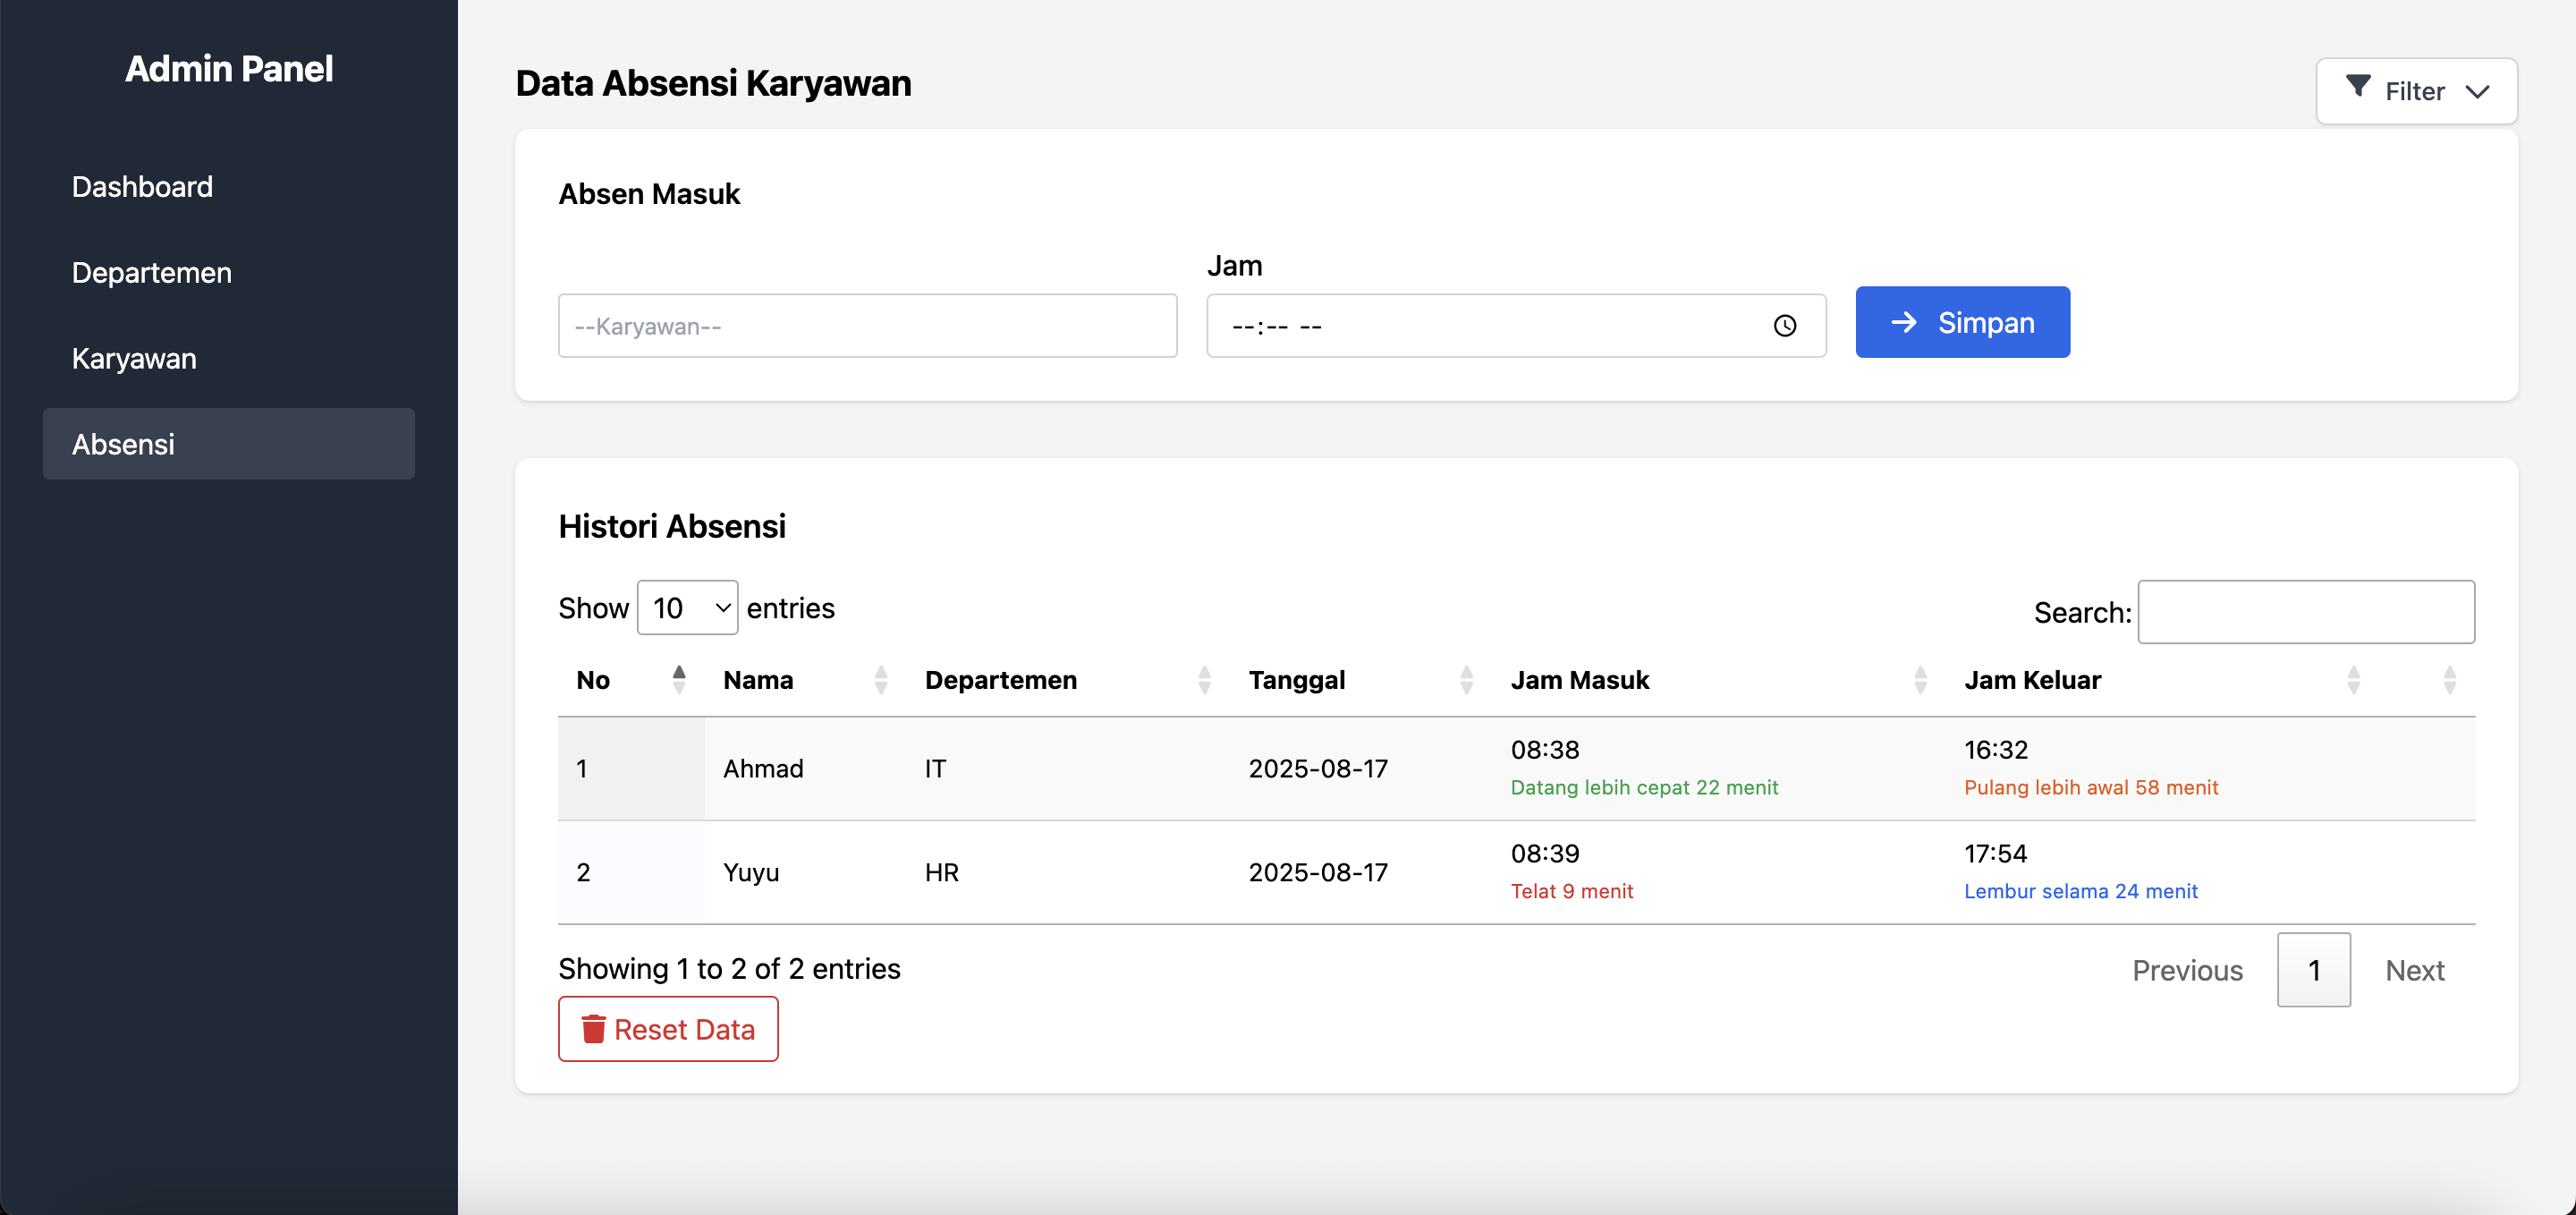 Admin Panel
Dashboard
Departemen
Karyawan
Absensi
Data Absensi Karyawan
Filter
Absen Masuk
Jam
--Karyawan--
--:-- --
Simpan
Histori Absensi
Show 10 entries
Search:
No Nama Departemen Tanggal Jam Masuk Jam Keluar
1 Ahmad IT 2025-08-17 08:38 16:32
Datang lebih cepat 22 menit Pulang lebih awal 58 menit
2 Yuyu HR 2025-08-17 08:39 17:54
Telat 9 menit Lembur selama 24 menit
Showing 1 to 2 of 2 entries
Previous 1 Next
Reset Data